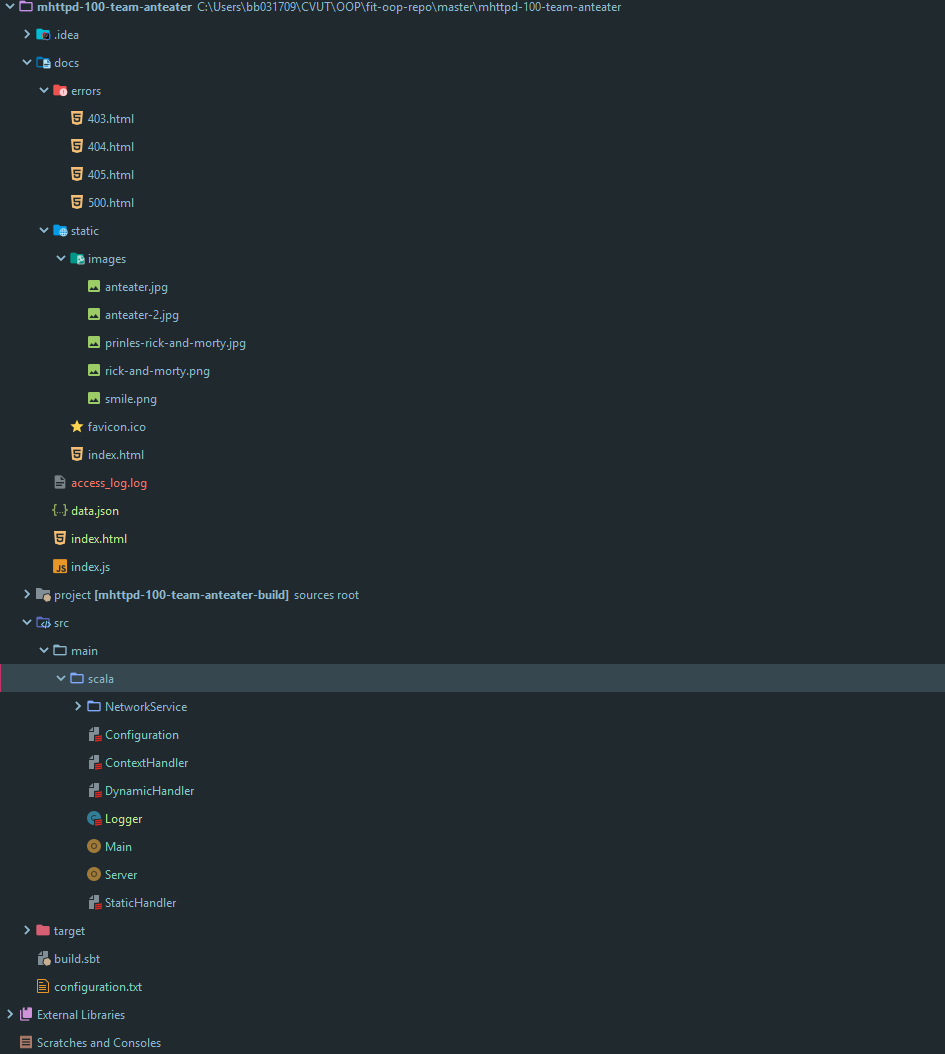 mhttpd-100-team-anteater C:\Users\bb031709\CVUT\OOP\fit-oop-repo\master\mhttpd-100-team-anteater
.idea
docs
errors
403.html
404.html
405.html
500.html
static
images
anteater.jpg
anteater-2.jpg
prinles-rick-and-morty.jpg
rick-and-morty.png
smile.png
favicon.ico
index.html
access_log.log
data.json
index.html
index.js
project [mhttpd-100-team-anteater-build] sources root
src
main
scala
NetworkService
Configuration
ContextHandler
DynamicHandler
Logger
Main
Server
StaticHandler
target
build.sbt
configuration.txt
External Libraries
Scratches and Consoles